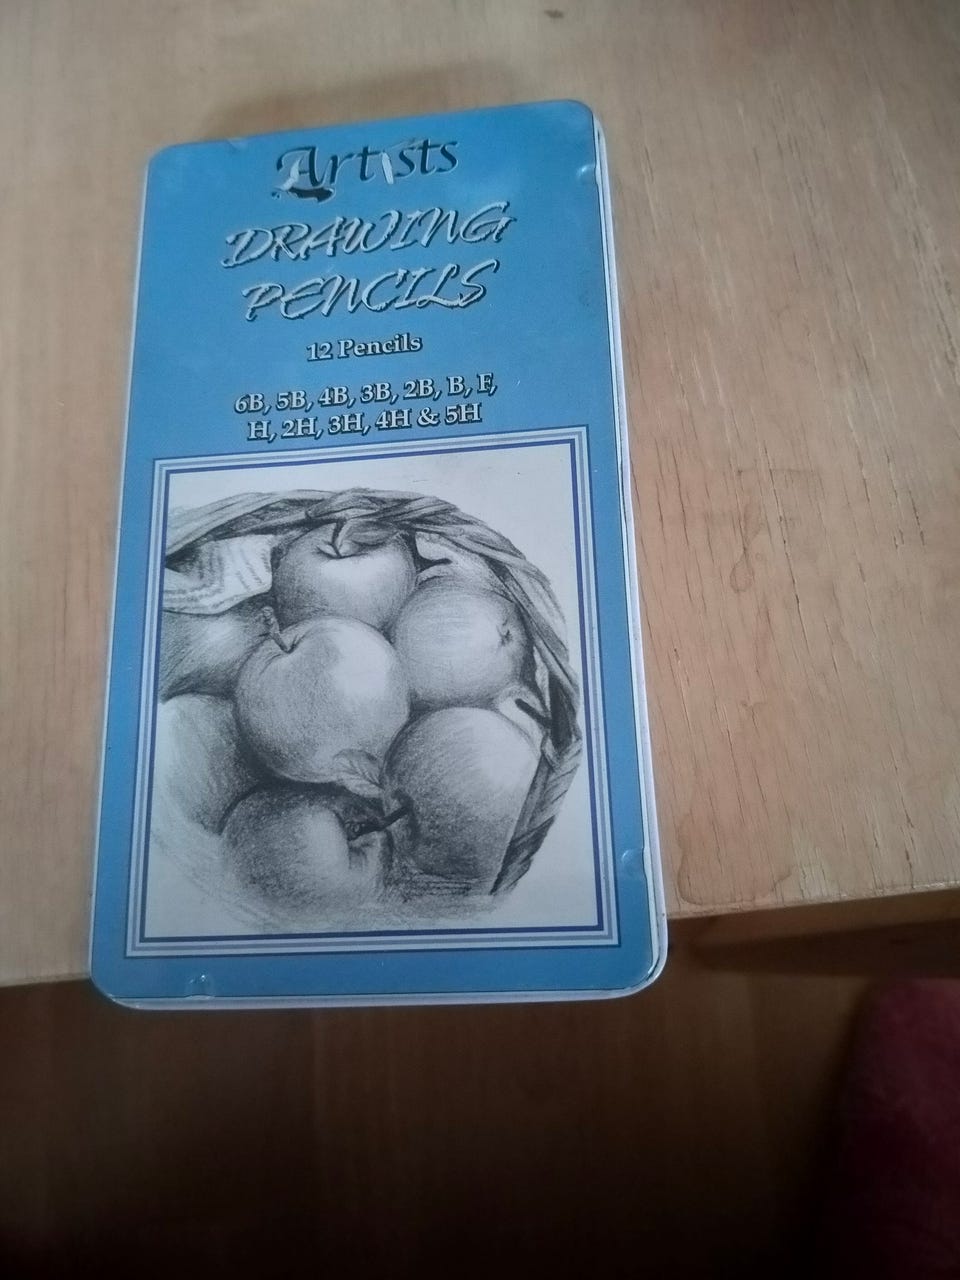 Artists
DRAWING
PENCILS
12 Pencils
6B, 5B, 4B, 3B, 2B, B, F,
H, 2H, 3H, 4H & 5H